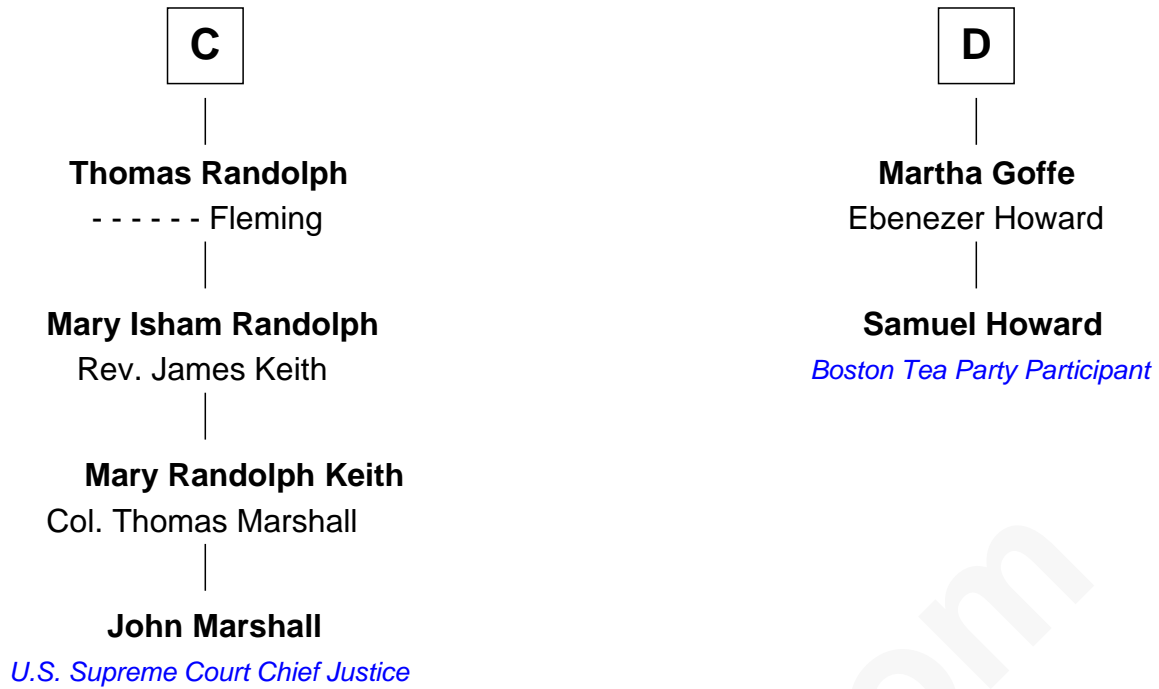 C
Thomas Randolph
- - - - - - Fleming
Mary Isham Randolph
Rev. James Keith
Mary Randolph Keith
Col. Thomas Marshall
John Marshall
U.S. Supreme Court Chief Justice
D
Martha Goffe
Ebenezer Howard
Samuel Howard
Boston Tea Party Participant
om